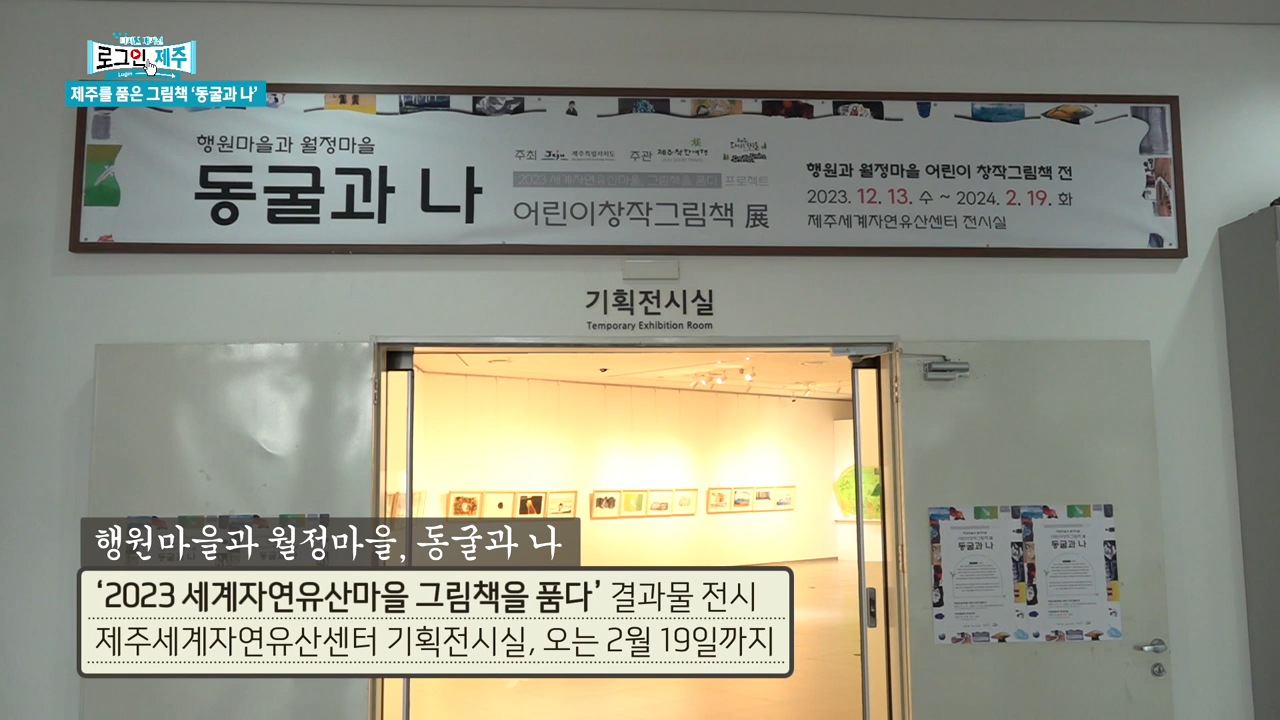 로그인 제주
Login
제주를 품은 그림책 '동굴과 나'
행원마을과 월정마을
동굴과 나
주최 Jeju 제주특별자치도 주관
2023 세계자연유산마을 그림책을 품다 프로젝트
어린이창작그림책 展
행원과 월정마을 어린이 창작그림책 전
2023. 12. 13. 수 ~ 2024. 2. 19. 화
제주세계자연유산센터 전시실
기획전시실
Temporary Exhibition Room
동굴과 나
동굴과 나
행원마을과 월정마을, 동굴과 나
'2023 세계자연유산마을 그림책을 품다' 결과물 전시
제주세계자연유산센터 기획전시실, 오는 2월 19일까지